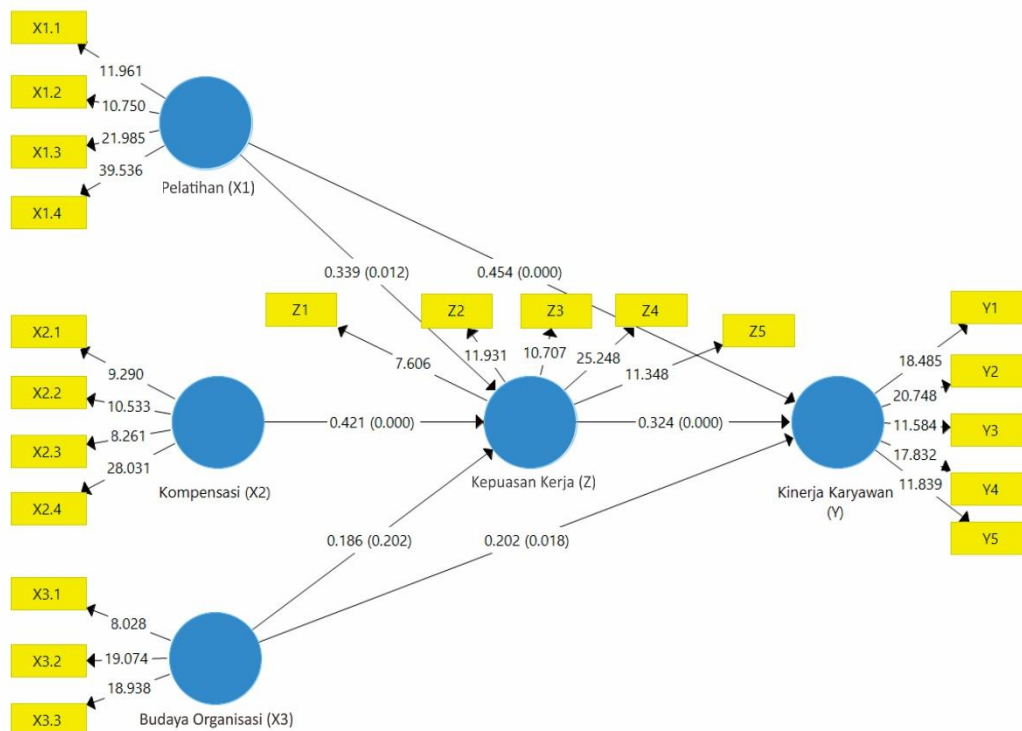 X1.1
11.961
X1.2
10.750
21.985
X1.3
39.536
X1.4
Pelatihan (X1)
0.339 (0.012)
0.454 (0.000)
Z1
Z2
Z3
Z4
Z5
7.606
11.931
10.707
25.248
11.348
X2.1
9.290
X2.2
10.533
8.261
X2.3
28.031
X2.4
Kompensasi (X2)
0.421 (0.000)
Kepuasan Kerja (Z)
0.324 (0.000)
Y1
18.485
Y2
20.748
11.584
Y3
17.832
11.839
Y4
Y5
Kinerja Karyawan
(Y)
0.186 (0.202)
0.202 (0.018)
X3.1
8.028
X3.2
19.074
18.938
X3.3
Budaya Organisasi (X3)